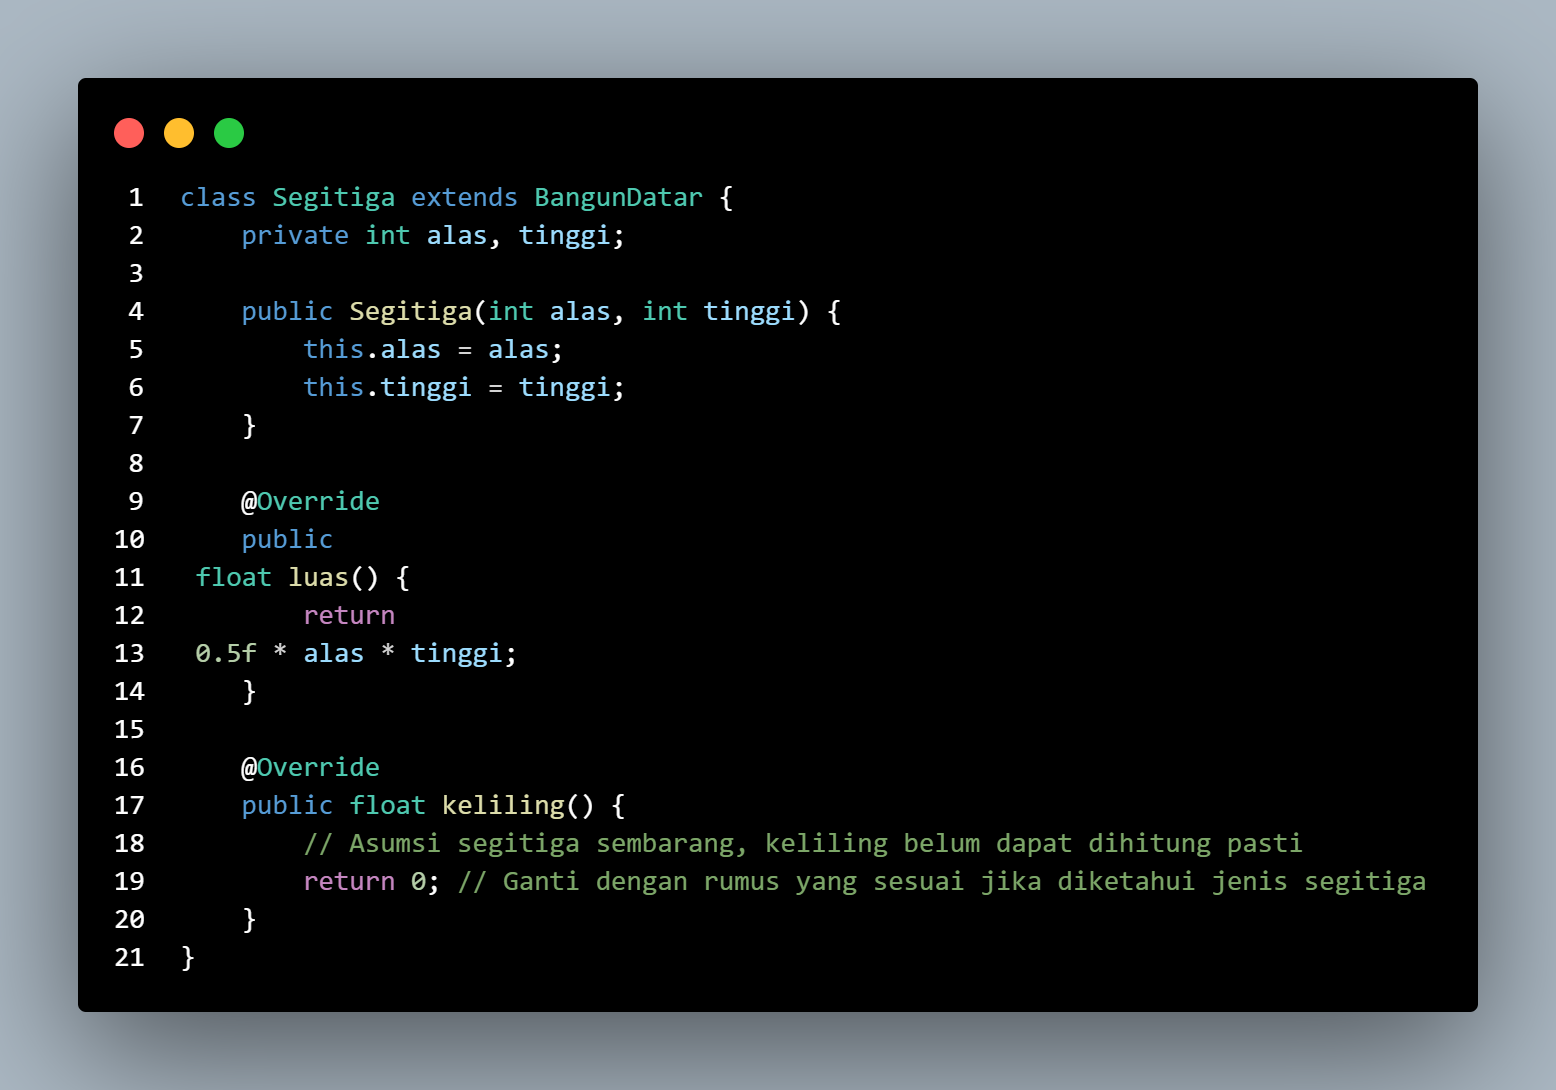 1 class Segitiga extends BangunDatar {
2     private int alas, tinggi;
3
4     public Segitiga(int alas, int tinggi) {
5         this.alas = alas;
6         this.tinggi = tinggi;
7     }
8
9     @Override
10     public
11  float luas() {
12         return
13  0.5f * alas * tinggi;
14     }
15
16     @Override
17     public float keliling() {
18         // Asumsi segitiga sembarang, keliling belum dapat dihitung pasti
19         return 0; // Ganti dengan rumus yang sesuai jika diketahui jenis segitiga
20     }
21 }